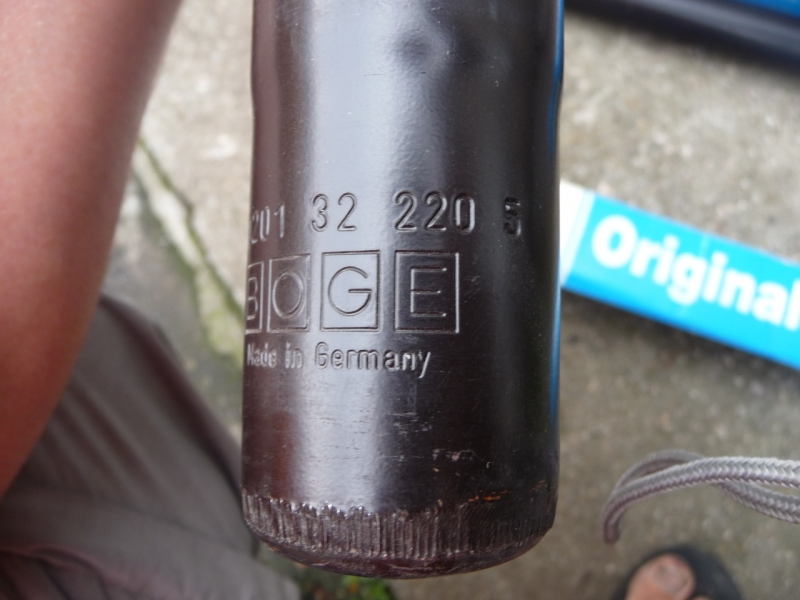 201 32 220 S
BOGE
Made in Germany
Original